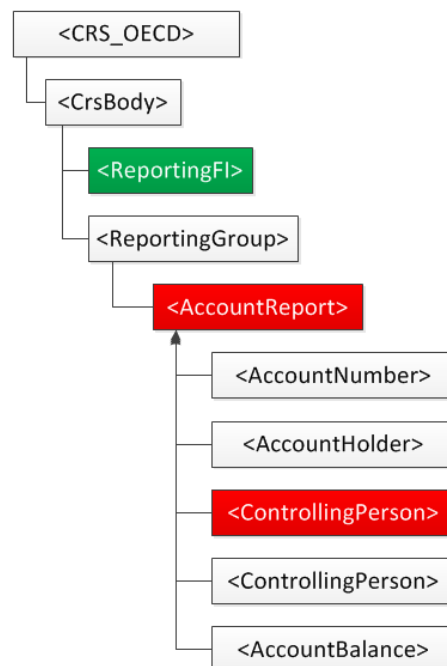 <CRS_OECD>
<CrsBody>
<ReportingFI>
<ReportingGroup>
<AccountReport>
<AccountNumber>
<AccountHolder>
<ControllingPerson>
<ControllingPerson>
<AccountBalance>